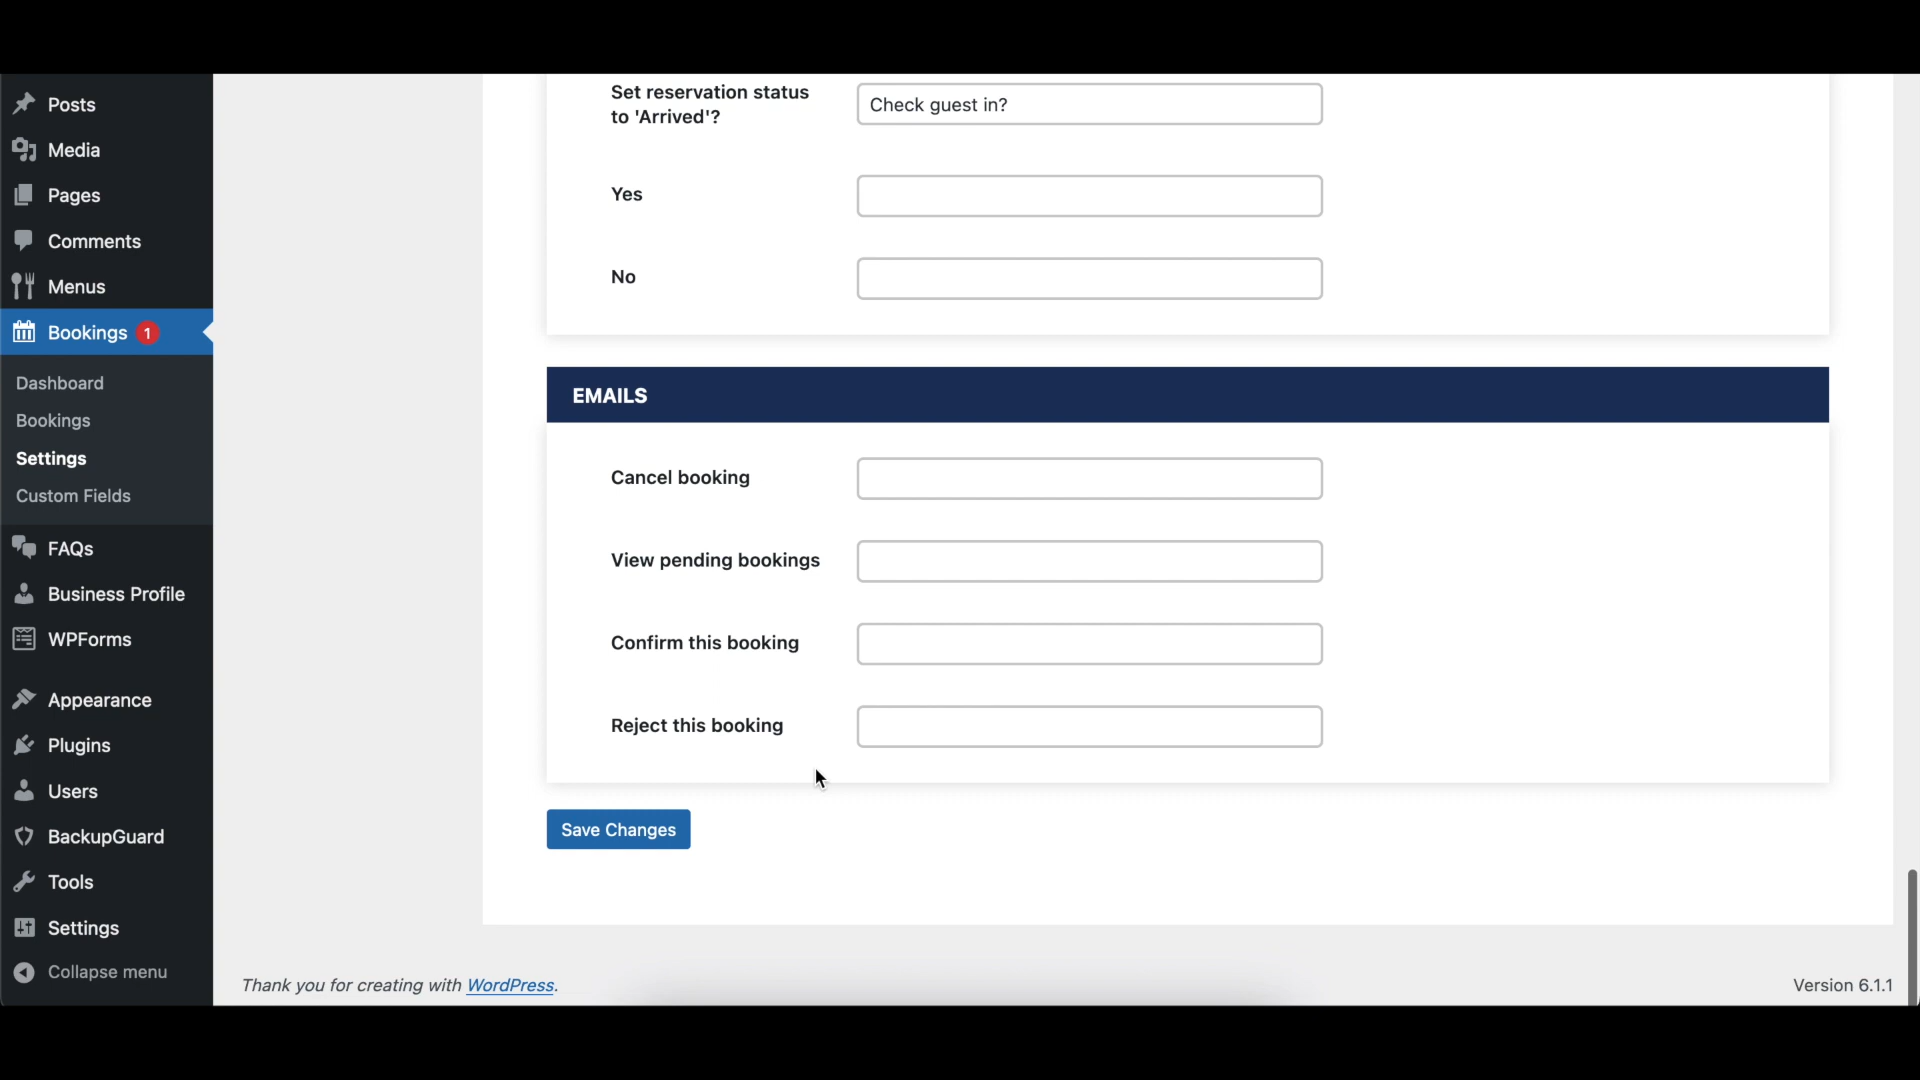 Posts
Media
Pages
Comments
Menus
Bookings 1
Dashboard
Bookings
Settings
Custom Fields
FAQs
Business Profile
WPForms
Appearance
Plugins
Users
BackupGuard
Tools
Settings
Collapse menu
Set reservation status
to 'Arrived'?
Check guest in?
Yes
No
EMAILS
Cancel booking
View pending bookings
Confirm this booking
Reject this booking
Save Changes
Thank you for creating with WordPress.
Version 6.1.1